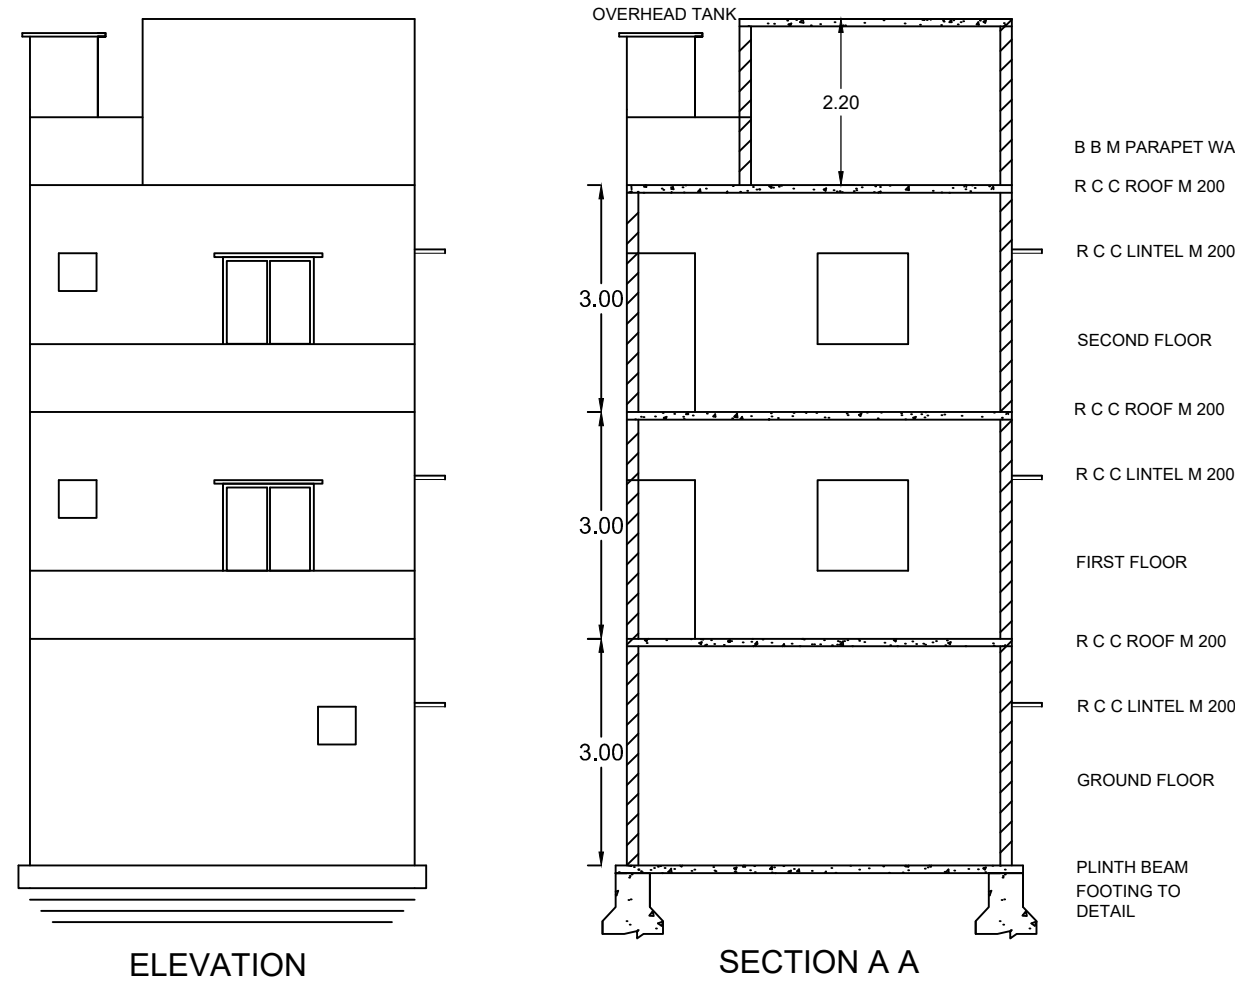 OVERHEAD TANK
2.20
B B M PARAPET WA
R C C ROOF M 200
R C C LINTEL M 200
3.00
SECOND FLOOR
R C C ROOF M 200
R C C LINTEL M 200
3.00
FIRST FLOOR
R C C ROOF M 200
R C C LINTEL M 200
3.00
GROUND FLOOR
PLINTH BEAM
FOOTING TO
DETAIL
ELEVATION
SECTION A A